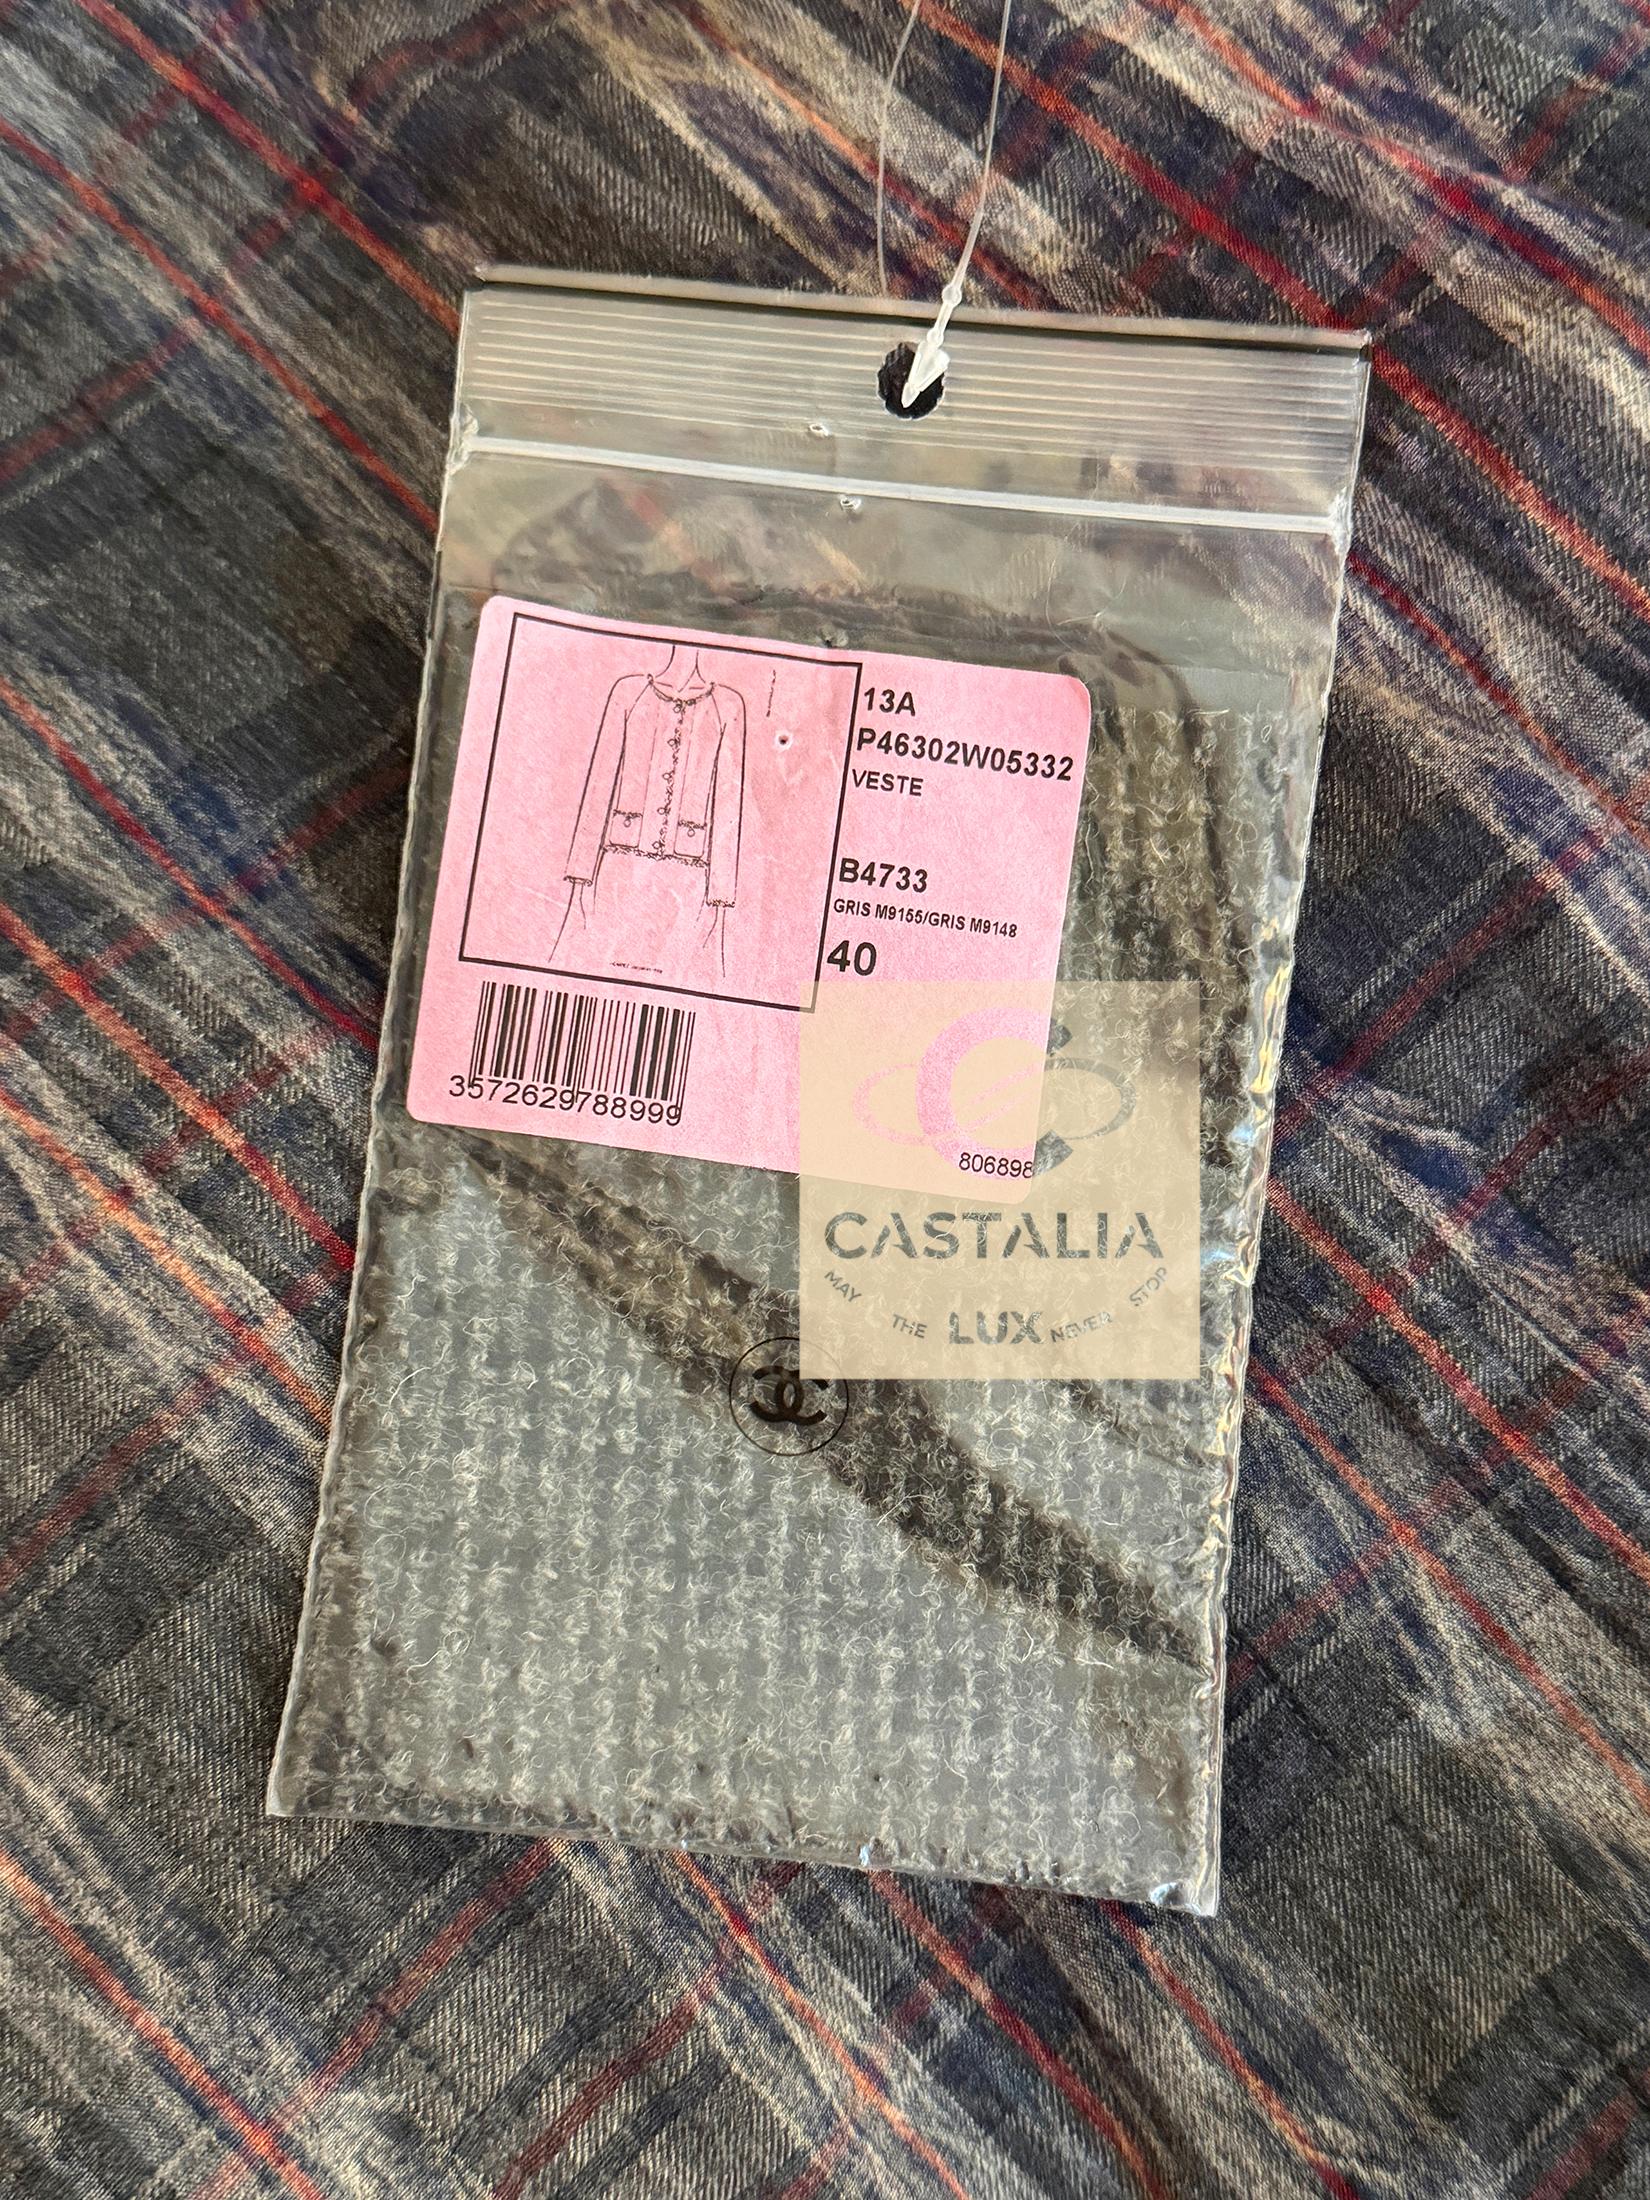 13A
P46302W05332
VESTE
B4733
GRIS M9155/GRIS M9148
40
3572629788999
806898
CASTALIA
MAY THE LUX NEVER STOP